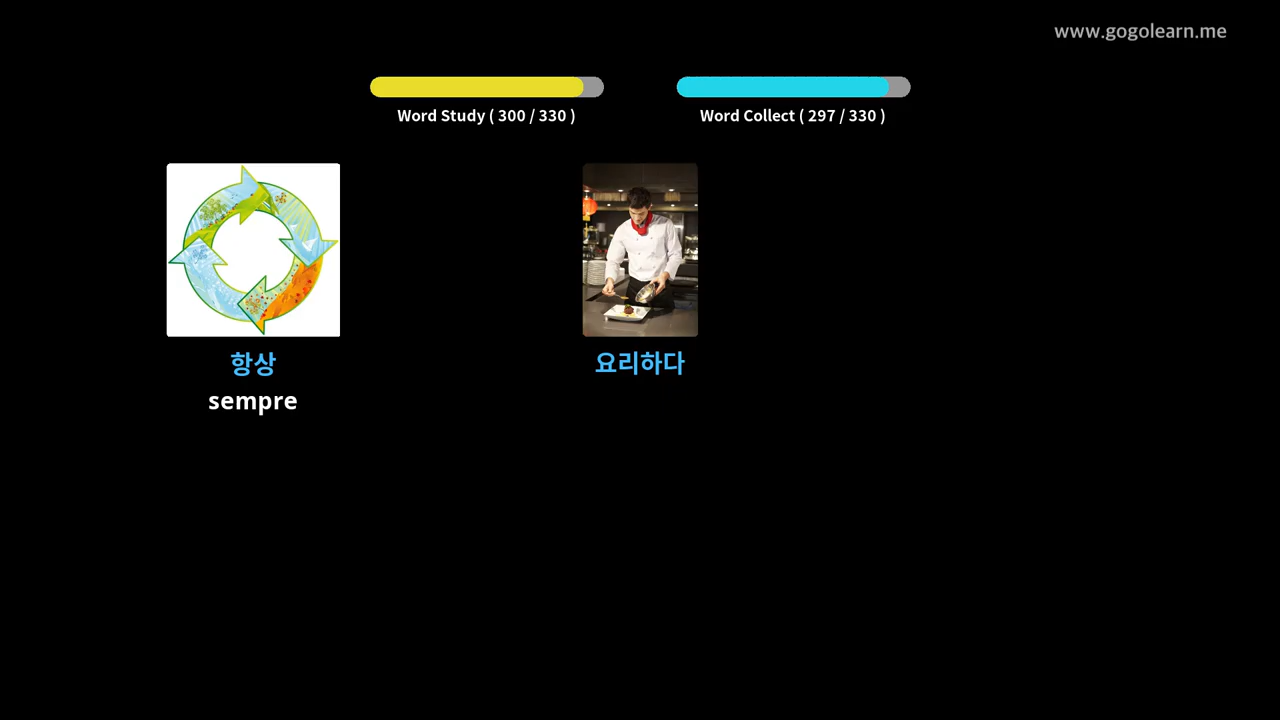 www.gogolearn.me
Word Study ( 300 / 330 )
Word Collect ( 297 / 330 )
항상
sempre
요리하다